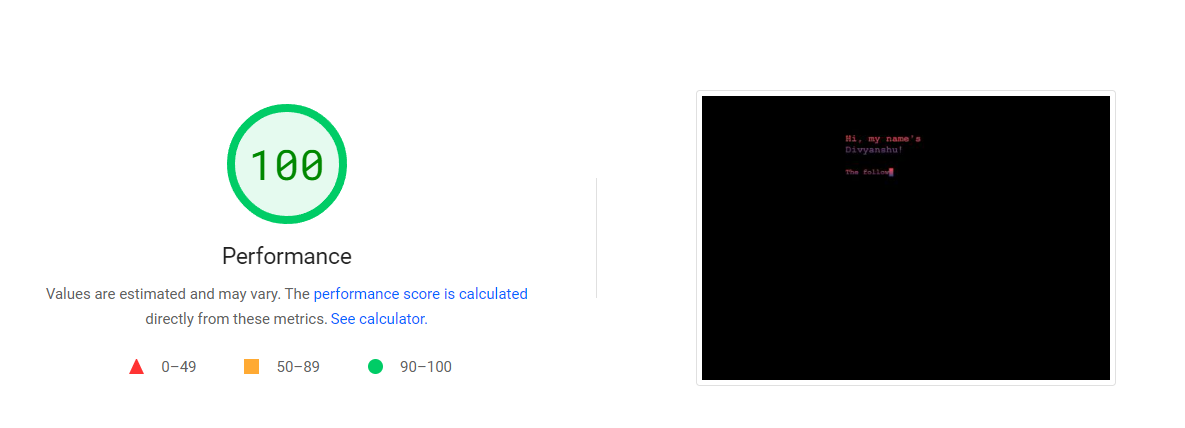 100
Performance
Values are estimated and may vary. The performance score is calculated
directly from these metrics. See calculator.
0–49 50–89 90–100
Hi, my name's
Divyanshu!
The follow